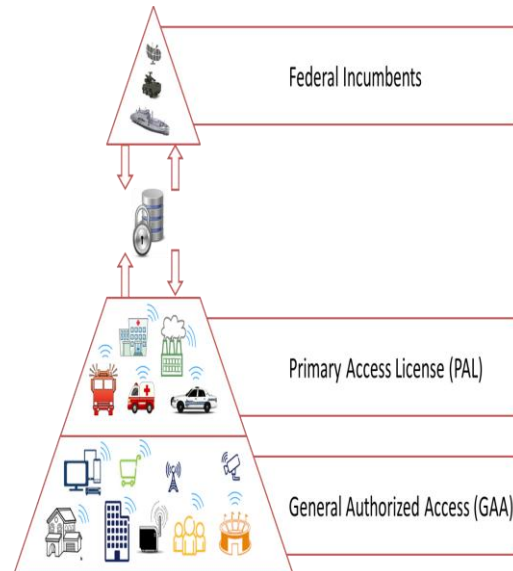 Federal Incumbents
Primary Access License (PAL)
General Authorized Access (GAA)